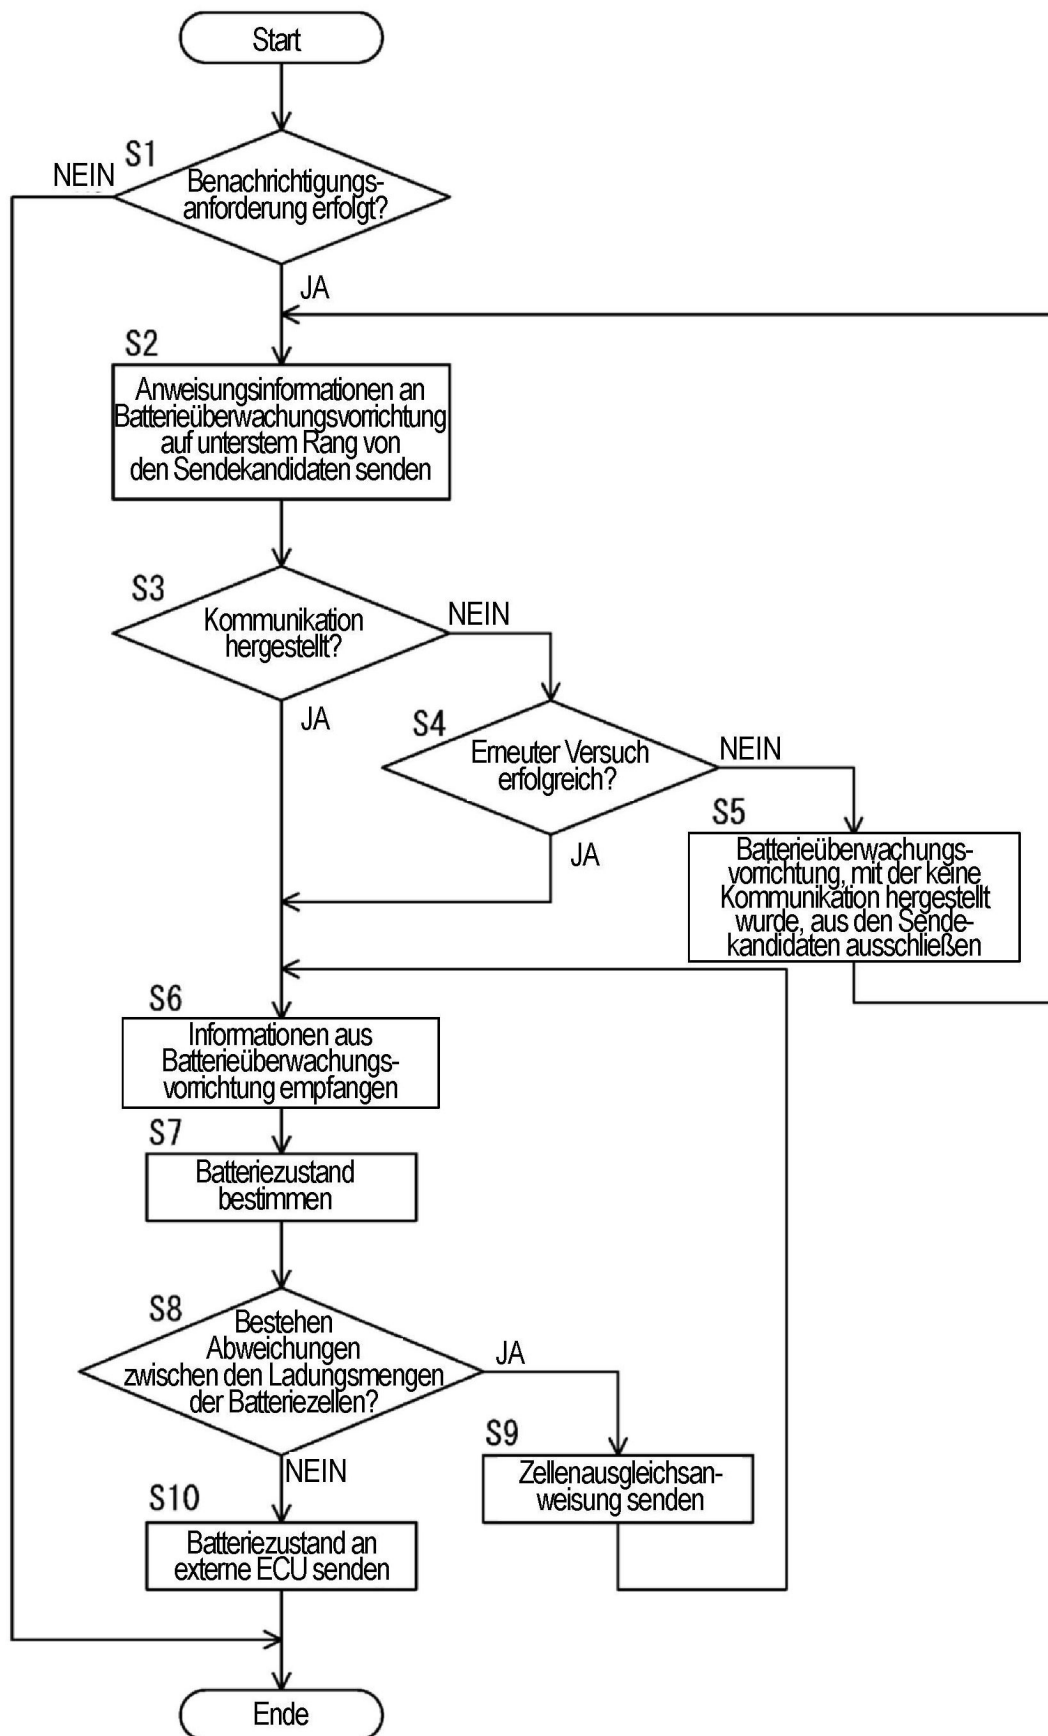 Start
S1
NEIN
Benachrichtigungs-
anforderung erfolgt?
JA
S2
Anweisungsinformationen an
Batterieüberwachungsvorrichtung
auf unterstem Rang von
den Sendekandidaten senden
S3
Kommunikation
hergestellt?
NEIN
JA
S4
Erneuter Versuch
erfolgreich?
NEIN
JA
S5
Batterieüberwachungs-
vorrichtung, mit der keine
Kommunikation hergestellt
wurde, aus den Sende-
kandidaten ausschließen
S6
Informationen aus
Batterieüberwachungs-
vorrichtung empfangen
S7
Batteriezustand
bestimmen
S8
Bestehen
Abweichungen
zwischen den Ladungsmengen
der Batteriezellen?
JA
NEIN
S9
Zellenausgleichsan-
weisung senden
S10
Batteriezustand an
externe ECU senden
Ende